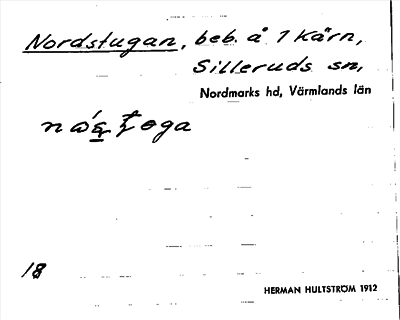 Nordstugan, beb. å 1 Kärn,
Silleruds sn,
Nordmarks hd, Värmlands län
18
HERMAN HULTSTRÖM 1912